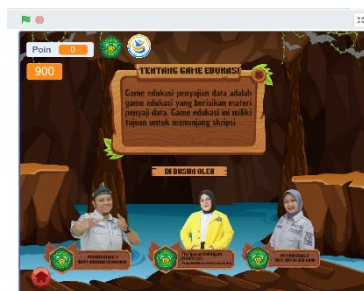 Poin 0
900
TENTANG GAME EDUKASI
Game edukasi penyajian data adalah
game edukasi yang berisikan materi
penyaji data. Game edukasi ini miliki
tujuan untuk menunjang skripsi
DI SUSUN OLEH